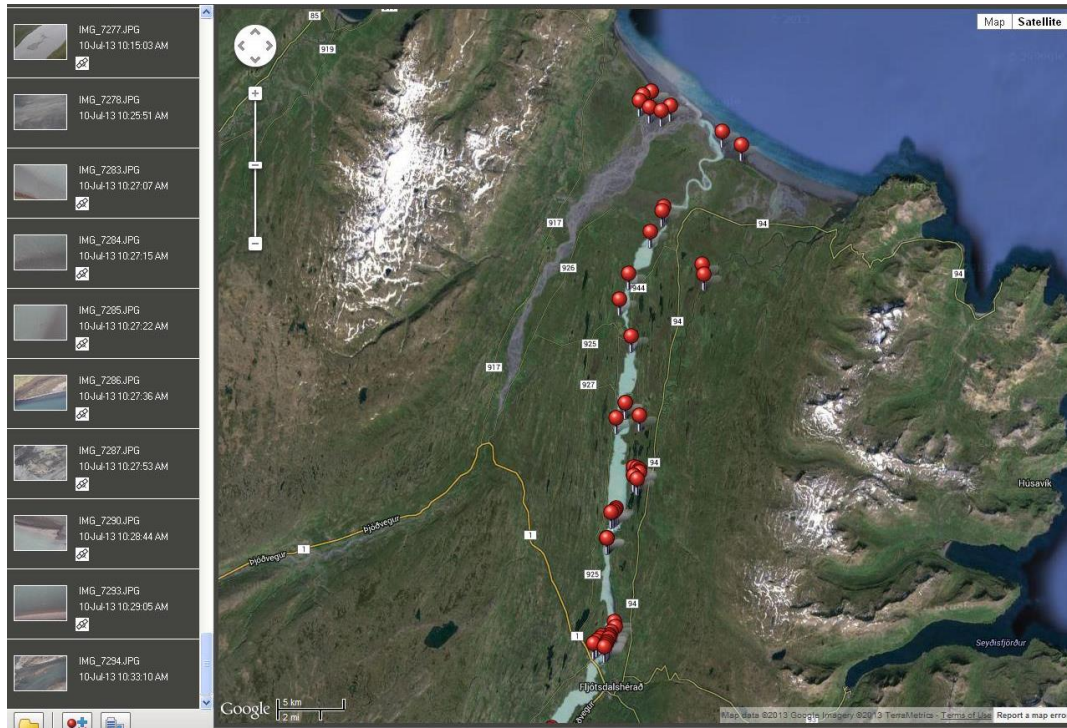 IMG_7277.JPG
10-Jul-13 10:15:03 AM
IMG_7278.JPG
10-Jul-13 10:25:51 AM
IMG_7283.JPG
10-Jul-13 10:27:07 AM
IMG_7284.JPG
10-Jul-13 10:27:15 AM
IMG_7285.JPG
10-Jul-13 10:27:22 AM
IMG_7286.JPG
10-Jul-13 10:27:36 AM
IMG_7287.JPG
10-Jul-13 10:27:53 AM
IMG_7290.JPG
10-Jul-13 10:28:44 AM
IMG_7293.JPG
10-Jul-13 10:29:05 AM
IMG_7294.JPG
10-Jul-13 10:33:10 AM
Map Satellite
85
919
917
94
926
94
944
94
925
917
927
94
Húsavík
1
Þjóðvegur
1
Þjóðvegur
925
94
1
Seyðisfjörður
Fljótsdalshérað
Google
5 km
2 mi
Map data ©2013 Google Imagery ©2013 TerraMetrics - Terms of Use Report a map error